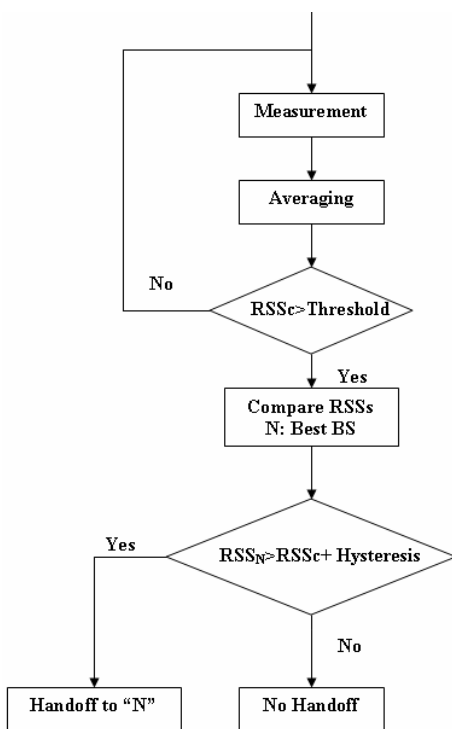 Measurement
Averaging
No
RSSc>Threshold
Yes
Compare RSSs
N: Best BS
Yes
RSSN>RSSc+ Hysteresis
No
Handoff to “N”
No Handoff